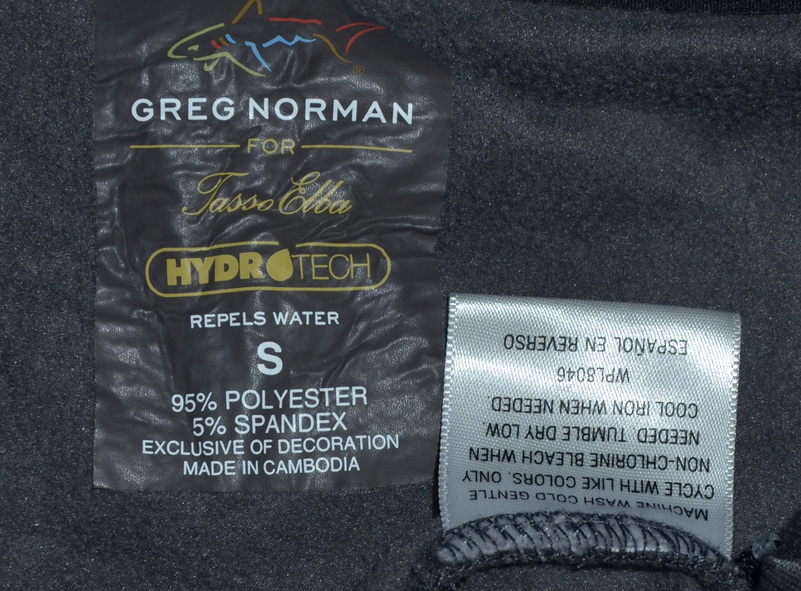 GREG NORMAN
FOR
Tasso Elba
HYDROTECH
REPELS WATER
S
95% POLYESTER
5% SPANDEX
EXCLUSIVE OF DECORATION
MADE IN CAMBODIA
MACHINE WASH COLD GENTLE
CYCLE WITH LIKE COLORS. ONLY
NON-CHLORINE BLEACH WHEN
NEEDED TUMBLE DRY LOW.
COOL IRON WHEN NEEDED.
WPL8046
ESPAÑOL EN REVERSO